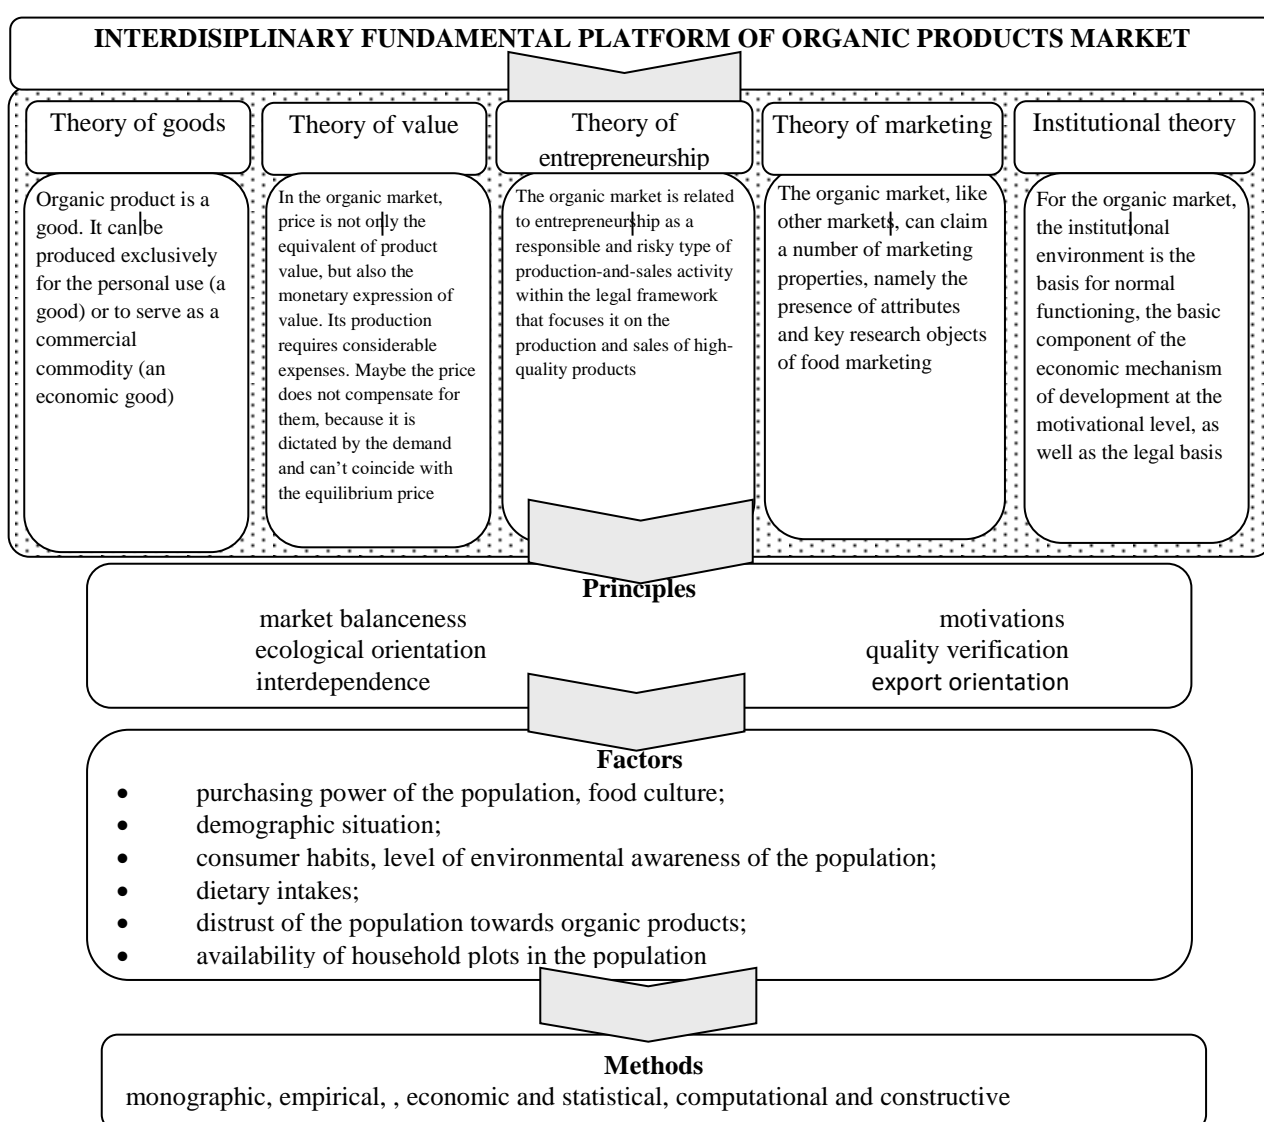 INTERDISIPLINARY FUNDAMENTAL PLATFORM OF ORGANIC PRODUCTS MARKET
Theory of goods
Organic product is a
good. It can be
produced exclusively
for the personal use (a
good) or to serve as a
commercial
commodity (an
economic good)
Theory of value
In the organic market,
price is not only the
equivalent of product
value, but also the
monetary expression of
value. Its production
requires considerable
expenses. Maybe the price
does not compensate for
them, because it is
dictated by the demand
and can't coincide with
the equilibrium price
Theory of
entrepreneurship
The organic market is related
to entrepreneurship as a
responsible and risky type of
production-and-sales activity
within the legal framework
that focuses it on the
production and sales of high-
quality products
Theory of marketing
The organic market, like
other markets, can claim
a number of marketing
properties, namely the
presence of attributes
and key research objects
of food marketing
Institutional theory
For the organic market,
the institutional
environment is the
basis for normal
functioning, the basic
component of the
economic mechanism
of development at the
motivational level, as
well as the legal basis
Principles
market balanceness
ecological orientation
interdependence
motivations
quality verification
export orientation
Factors
• purchasing power of the population, food culture;
• demographic situation;
• consumer habits, level of environmental awareness of the population;
• dietary intakes;
• distrust of the population towards organic products;
• availability of household plots in the population
Methods
monographic, empirical, , economic and statistical, computational and constructive